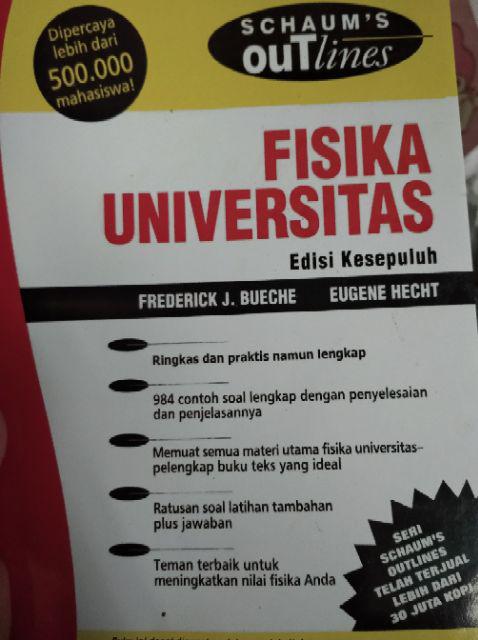 Dipercaya
lebih dari
500.000
mahasiswa!
SCHAUM'S
ouTlines
FISIKA
UNIVERSITAS
Edisi Kesepuluh
FREDERICK J. BUECHE EUGENE HECHT
Ringkas dan praktis namun lengkap
984 contoh soal lengkap dengan penyelesaian
dan penjelasannya
Memuat semua materi utama fisika universitas–
pelengkap buku teks yang ideal
Ratusan soal latihan tambahan
plus jawaban
Teman terbaik untuk
meningkatkan nilai fisika Anda
SERI
SCHAUM'S
OUTLINES
TELAH TERJUAL
LEBIH DARI
30 JUTA KOPI